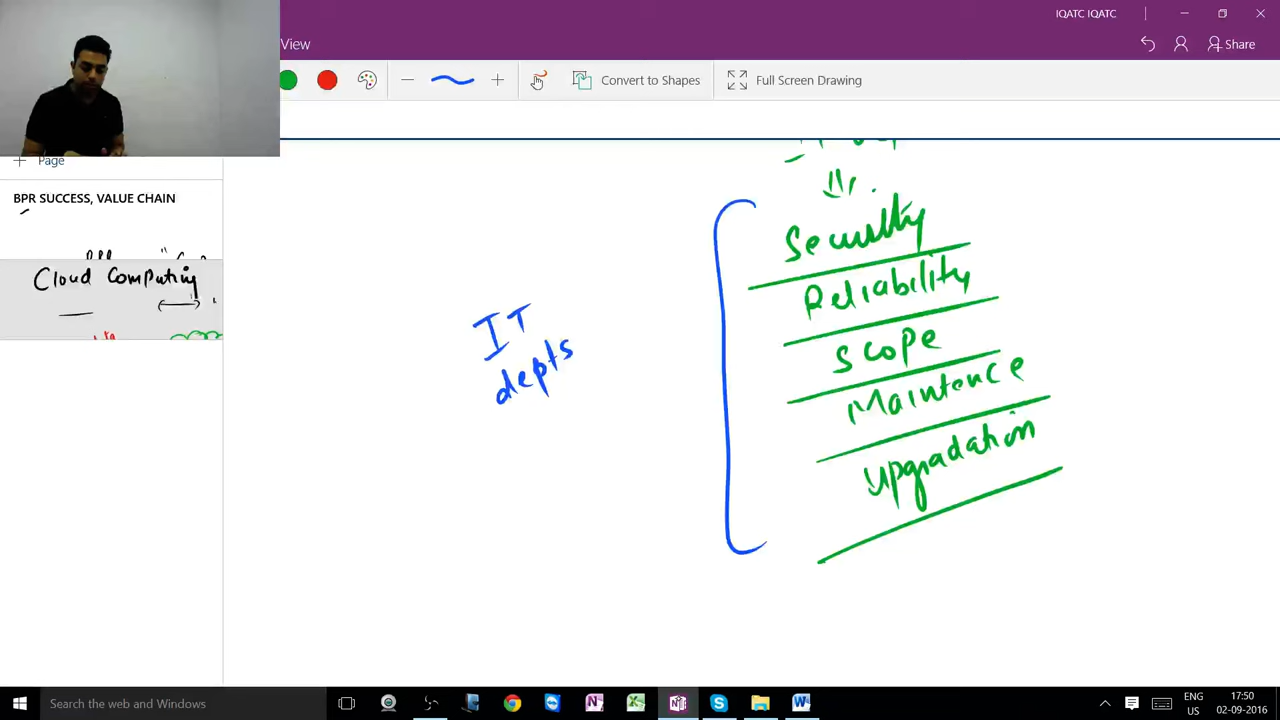 IQATC IQATC
View
Share
Convert to Shapes
Full Screen Drawing
Page
BPR SUCCESS, VALUE CHAIN
Cloud Computing
Security
Reliability
Scope
Maintence
Upgradation
IT
depts
Search the web and Windows
ENG
US
17:50
02-09-2016